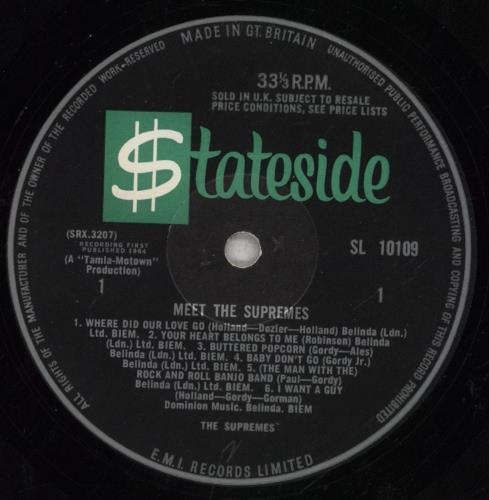 MADE IN GT. BRITAIN
UNAUTHORISED PUBLIC PERFORMANCE BROADCASTING AND COPYING OF THIS RECORD PROHIBITED
ALL RIGHTS OF THE MANUFACTURER AND OF THE OWNER OF THE RECORDED WORK RESERVED
33⅓ R.P.M.
SOLD IN U.K. SUBJECT TO RESALE
PRICE CONDITIONS, SEE PRICE LISTS
$tateside
(SRX.3207)
RECORDING FIRST
PUBLISHED 1964
(A "Tamla-Motown"
Production)
SL 10109
1
1
MEET THE SUPREMES
1. WHERE DID OUR LOVE GO (Holland—Dozier—Holland) Belinda (Ldn.)
Ltd. BIEM. 2. YOUR HEART BELONGS TO ME (Robinson) Belinda
(Ldn.) Ltd. BIEM. 3. BUTTERED POPCORN (Gordy—Ales)
Belinda (Ldn.) Ltd. BIEM. 4. BABY DON'T GO (Gordy Jr.)
Belinda (Ldn.) Ltd. BIEM. 5. (THE MAN WITH THE)
ROCK AND ROLL BANJO BAND (Paul—Gordy)
Belinda (Ldn.) Ltd. BIEM. 6. I WANT A GUY
(Holland—Gordy—Gorman)
Dominion Music. Belinda. BIEM
THE SUPREMES
E.M.I. RECORDS LIMITED